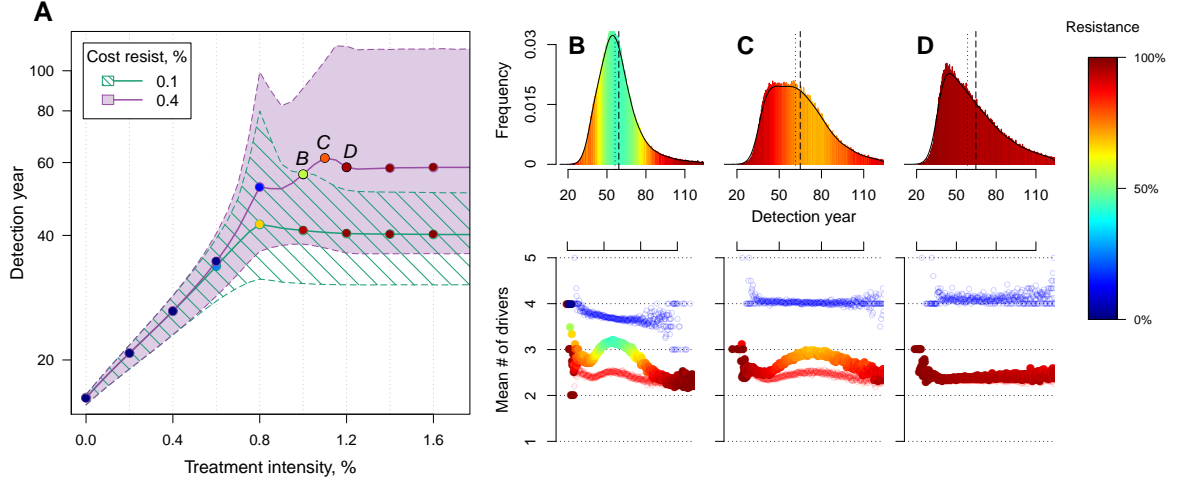 A
Detection year
100
80
60
40
20
Cost resist, %
0.1
0.4
B
C
D
0.0
0.4
0.8
1.2
1.6
Treatment intensity, %
Frequency
0.03
0.015
0
B
C
D
20
50
80
110
20
50
80
110
20
50
80
110
Detection year
Mean # of drivers
5
4
3
2
1
Resistance
100%
50%
0%